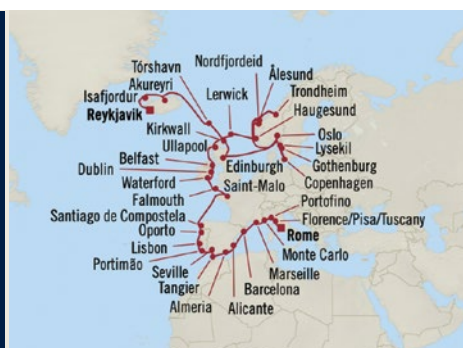 Nordfjordeid
Tórshavn
Ålesund
Akureyri
Trondheim
Isafjordur
Lerwick
Haugesund
Reykjavik
Kirkwall
Oslo
Ullapool
Lysekil
Belfast
Edinburgh
Gothenburg
Dublin
Saint-Malo
Copenhagen
Waterford
Falmouth
Portofino
Santiago de Compostela
Florence/Pisa/Tuscany
Oporto
Rome
Lisbon
Monte Carlo
Portimão
Marseille
Seville
Tangier
Barcelona
Almeria
Alicante